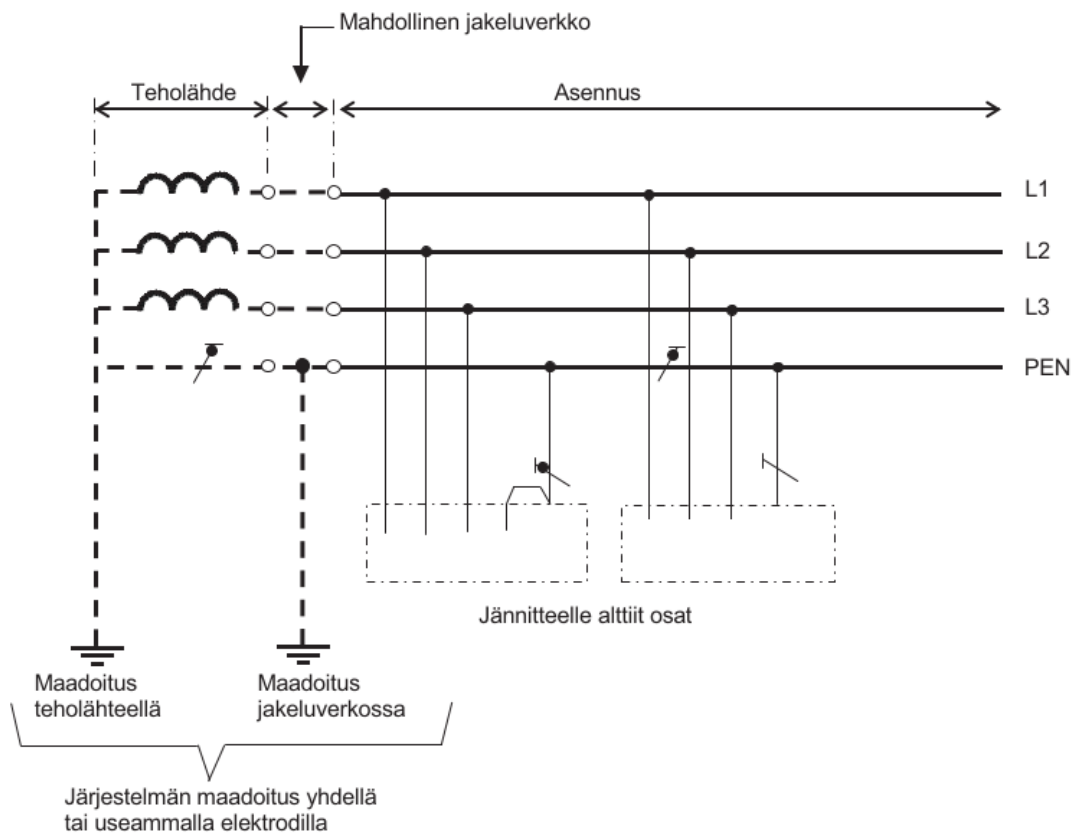 Mahdollinen jakeluverkko
Teholähde
Asennus
L1
L2
L3
PEN
Jännitteelle alttiit osat
Maadoitus
teholähteellä
Maadoitus
jakeluverkossa
Järjestelmän maadoitus yhdellä
tai useammalla elektrodilla